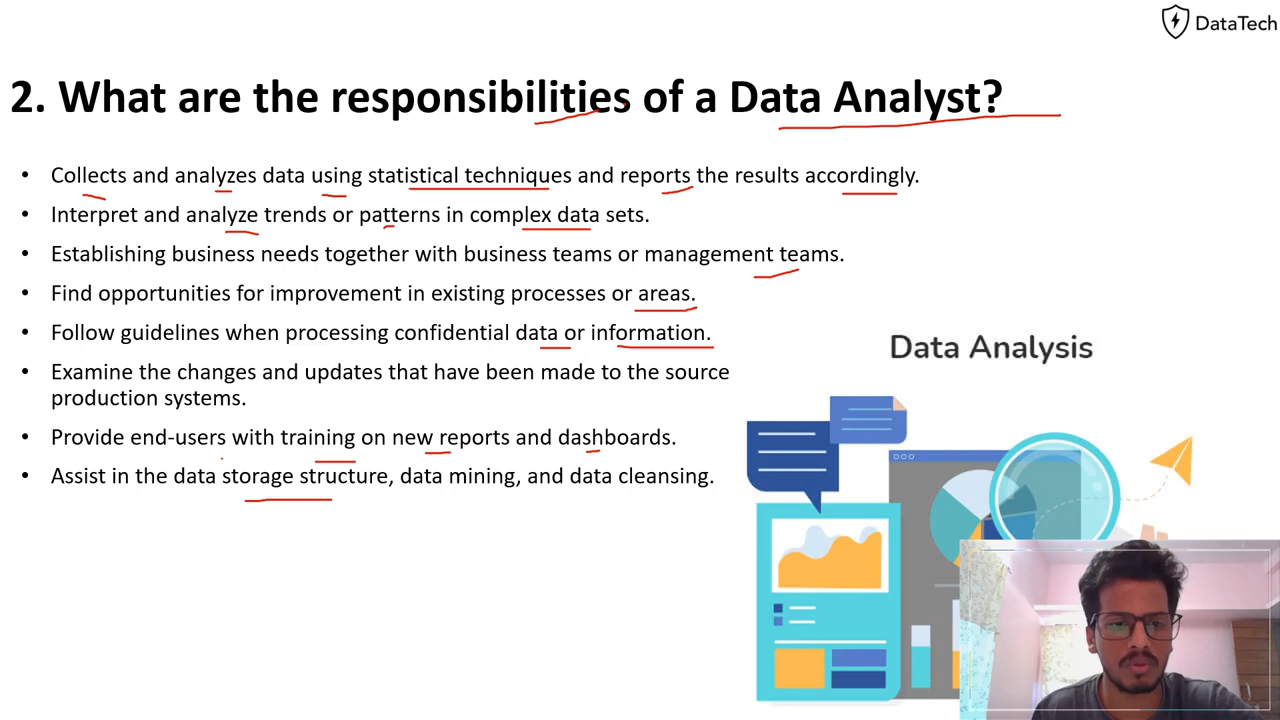 DataTech
2. What are the responsibilities of a Data Analyst?
• Collects and analyzes data using statistical techniques and reports the results accordingly.
• Interpret and analyze trends or patterns in complex data sets.
• Establishing business needs together with business teams or management teams.
• Find opportunities for improvement in existing processes or areas.
• Follow guidelines when processing confidential data or information.
• Examine the changes and updates that have been made to the source
production systems.
• Provide end-users with training on new reports and dashboards.
• Assist in the data storage structure, data mining, and data cleansing.
Data Analysis